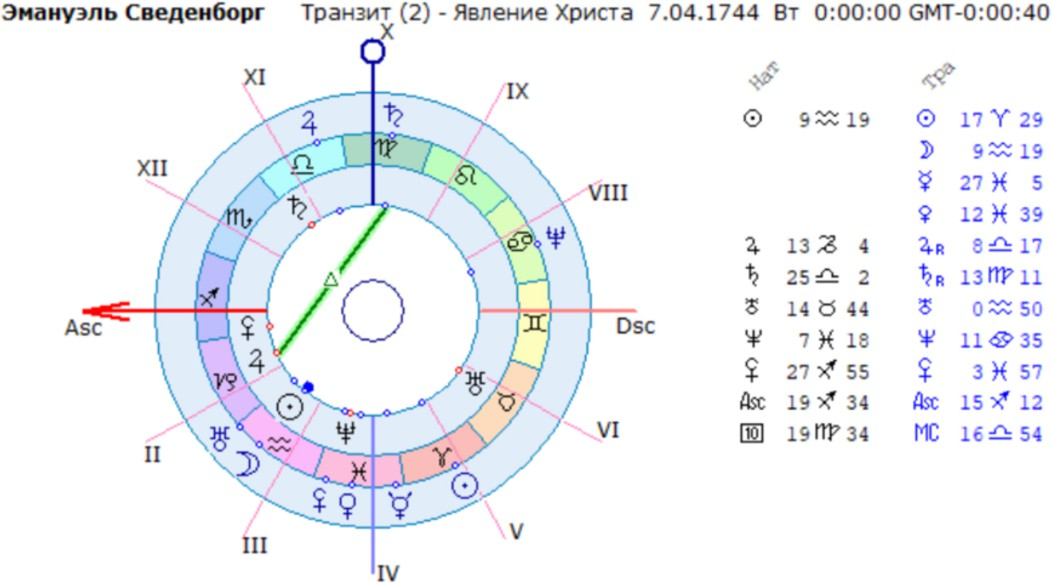 Эмануэль Сведенборг Транзит (2) - Явление Христа 7.04.1744 Вт 0:00:00 GMT-0:00:40
X
XI
IX
XII
VIII
Asc
Dsc
II
VI
III
V
IV
Нат Тра
☉ 9 ♒ 19 ☉ 17 ♈ 29
☽ 9 ♒ 19
☿ 27 ♓ 5
♀ 12 ♓ 39
♃ 13 ♑ 4 ♃R 8 ♎ 17
♄ 25 ♎ 2 ♄R 13 ♍ 11
♅ 14 ♉ 44 ♅ 0 ♒ 50
♆ 7 ♓ 18 ♆ 11 ♋ 35
⚸ 27 ♐ 55 ⚸ 3 ♓ 57
Asc 19 ♐ 34 Asc 15 ♐ 12
10 19 ♍ 34 MC 16 ♎ 54